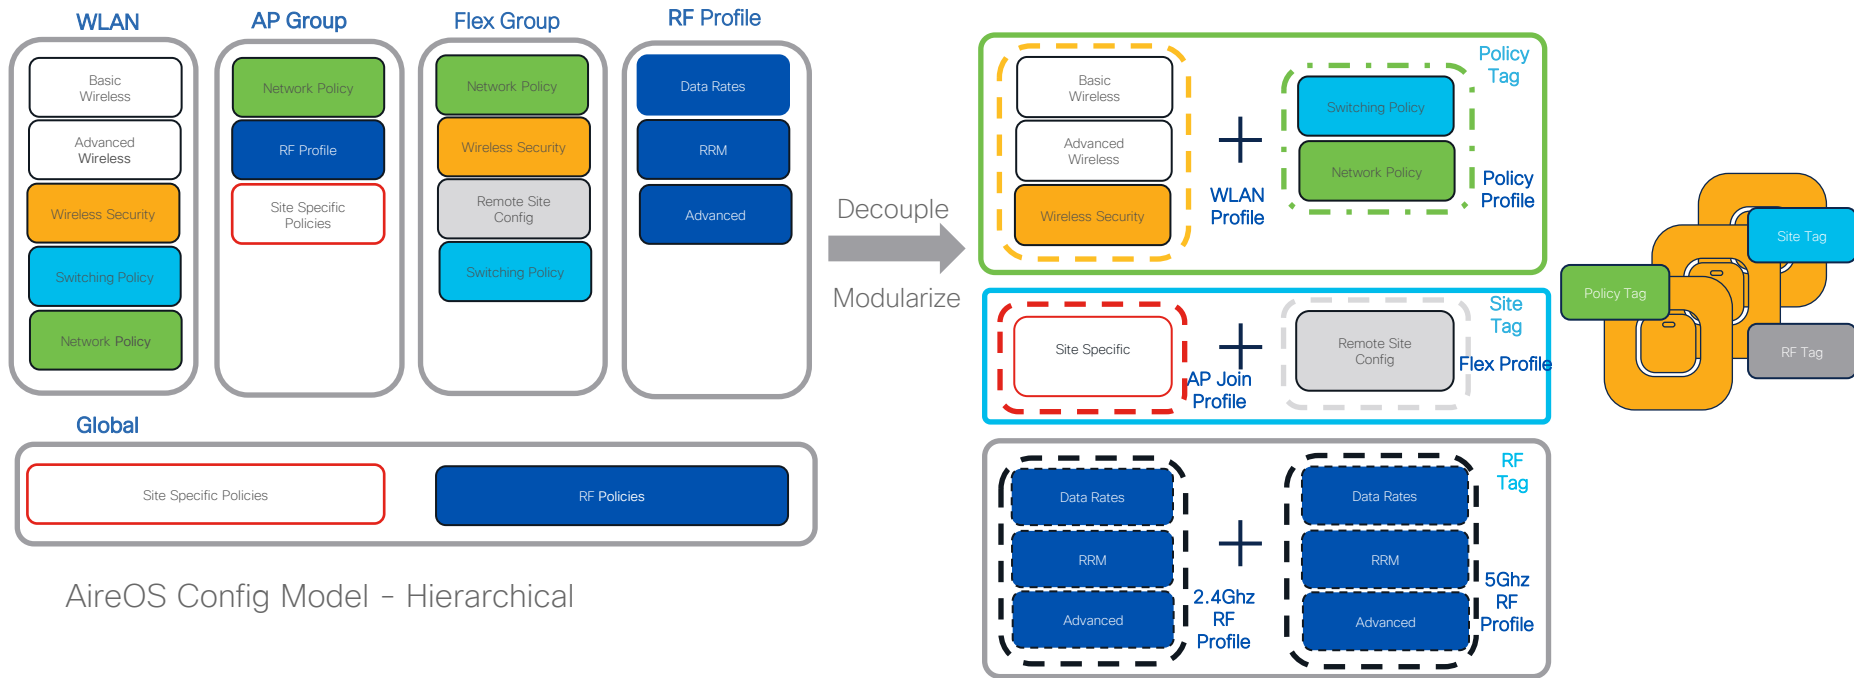 WLAN
AP Group
Flex Group
RF Profile
Basic
Wireless
Advanced
Wireless
Wireless Security
Switching Policy
Network Policy
Network Policy
RF Profile
Site Specific
Policies
Network Policy
Wireless Security
Remote Site
Config
Switching Policy
Data Rates
RRM
Advanced
Global
Site Specific Policies
RF Policies
AireOS Config Model - Hierarchical
Decouple
Modularize
Policy
Tag
Basic
Wireless
Advanced
Wireless
Wireless Security
WLAN
Profile
Switching Policy
Network Policy
Policy
Profile
Site
Tag
Site Specific
AP Join
Profile
Remote Site
Config
Flex Profile
RF
Tag
Data Rates
RRM
Advanced
2.4Ghz
RF
Profile
Data Rates
RRM
Advanced
5Ghz
RF
Profile
Site Tag
Policy Tag
RF Tag